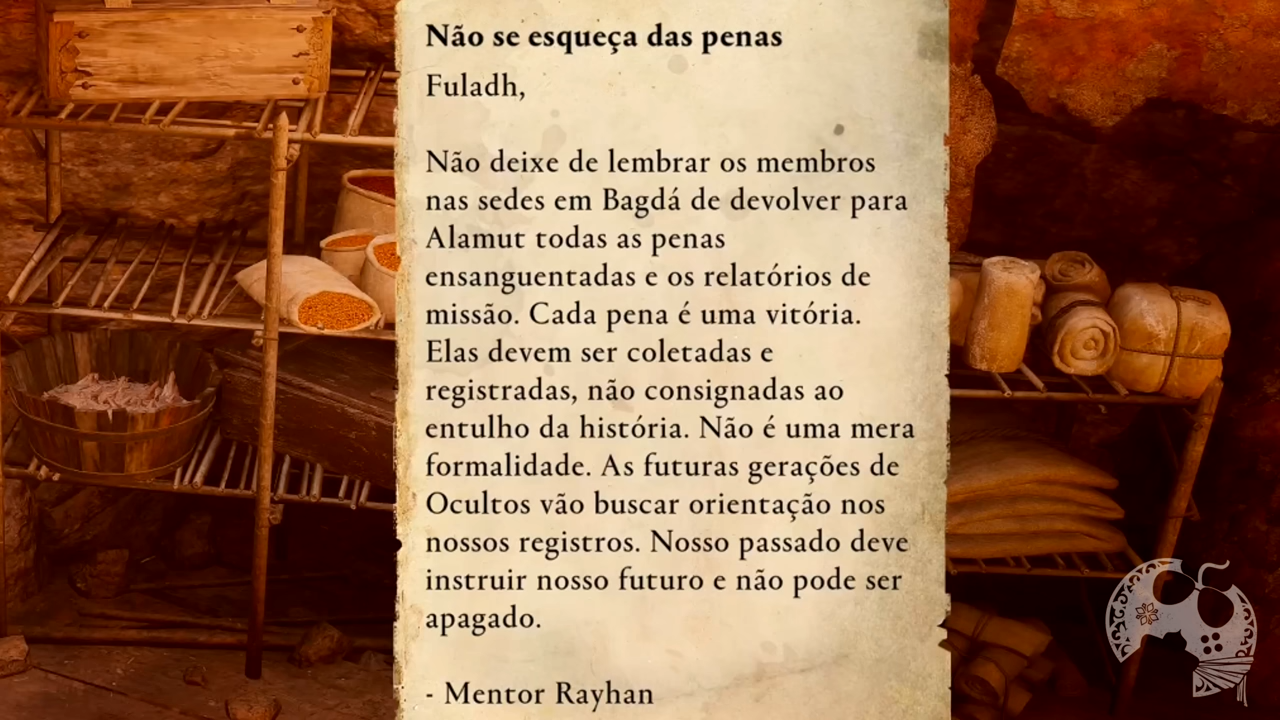 Não se esqueça das penas
Fuladh,
Não deixe de lembrar os membros
nas sedes em Bagdá de devolver para
Alamut todas as penas
ensanguentadas e os relatórios de
missão. Cada pena é uma vitória.
Elas devem ser coletadas e
registradas, não consignadas ao
entulho da história. Não é uma mera
formalidade. As futuras gerações de
Ocultos vão buscar orientação nos
nossos registros. Nosso passado deve
instruir nosso futuro e não pode ser
apagado.
- Mentor Rayhan